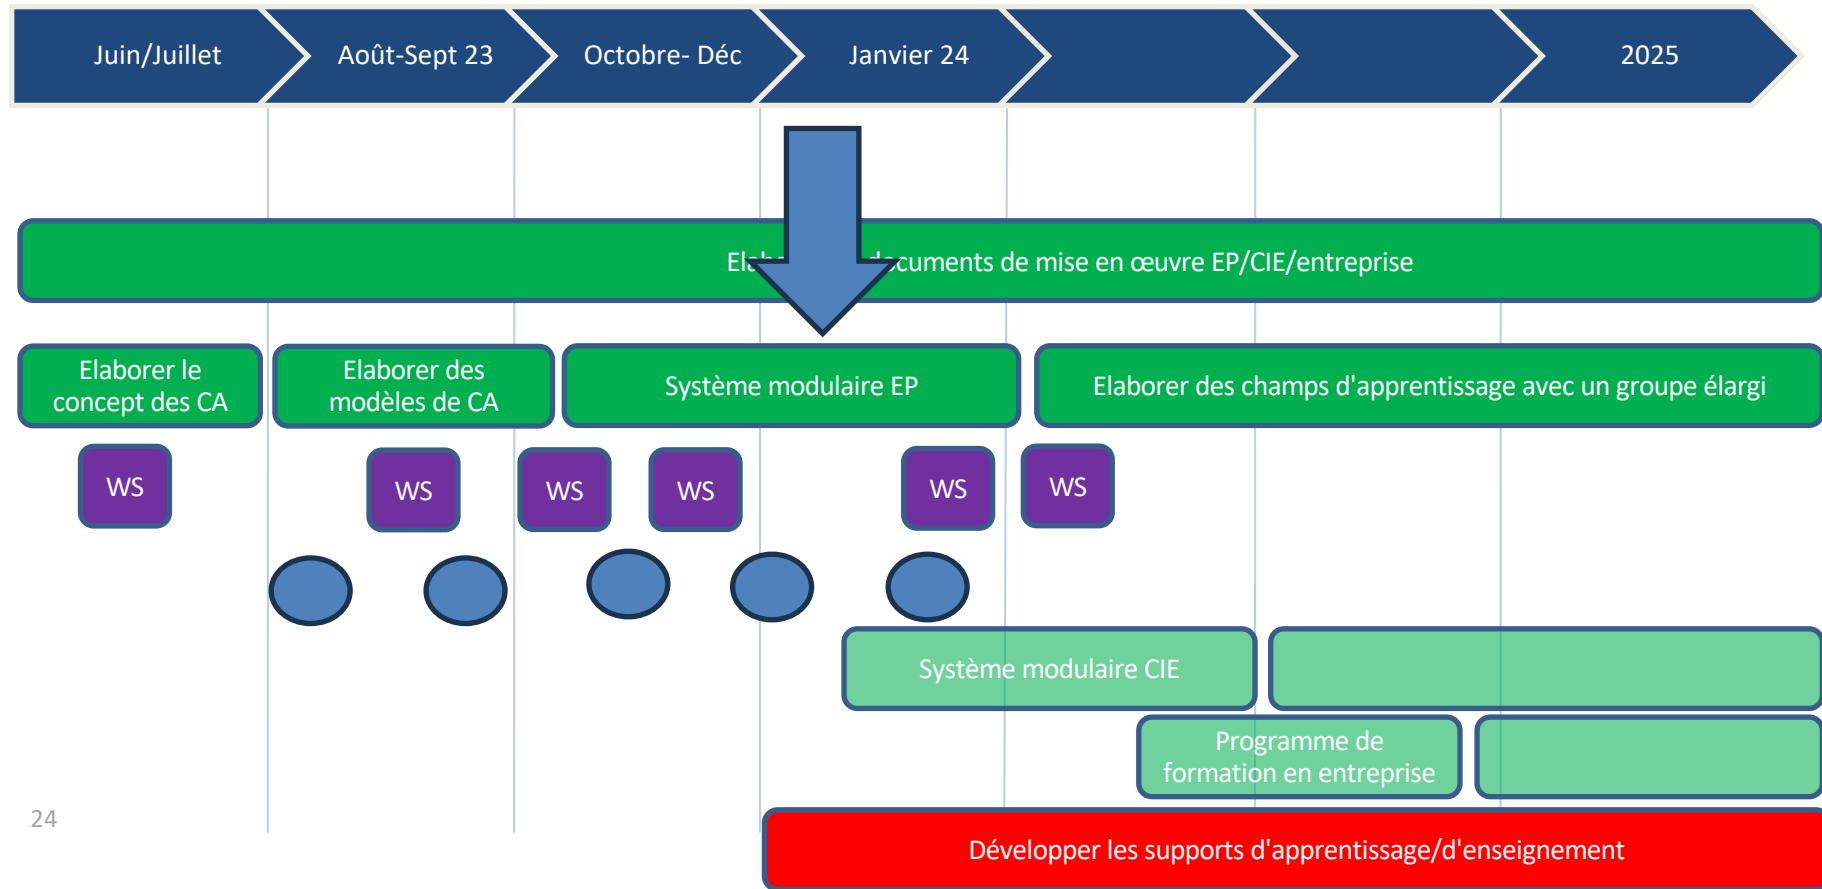 Juin/Juillet
Août-Sept 23
Octobre- Déc
Janvier 24
2025
documents de mise en œuvre EP/CIE/entreprise
Elaborer le
concept des CA
Elaborer des
modèles de CA
Système modulaire EP
Elaborer des champs d'apprentissage avec un groupe élargi
WS
WS
WS
WS
WS
WS
Système modulaire CIE
Programme de
formation en entreprise
24
Développer les supports d'apprentissage/d'enseignement